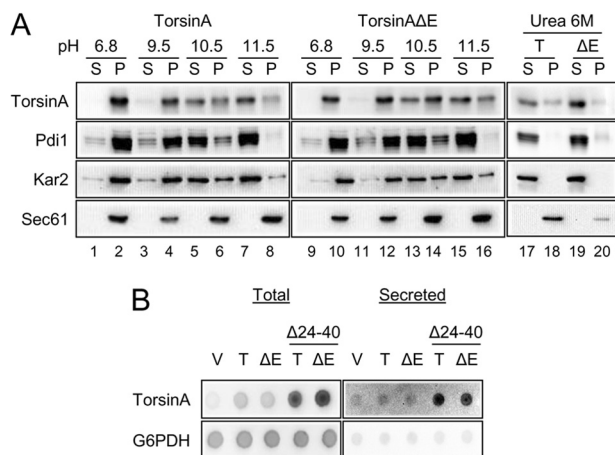 A TorsinA TorsinAΔE Urea 6M
pH 6.8 9.5 10.5 11.5 6.8 9.5 10.5 11.5 T ΔE
S P S P S P S P S P S P S P S P S P S P
TorsinA
Pdi1
Kar2
Sec61
1 2 3 4 5 6 7 8 9 10 11 12 13 14 15 16 17 18 19 20
B Total Secreted
Δ24-40 Δ24-40
V T ΔE T ΔE V T ΔE T ΔE
TorsinA
G6PDH